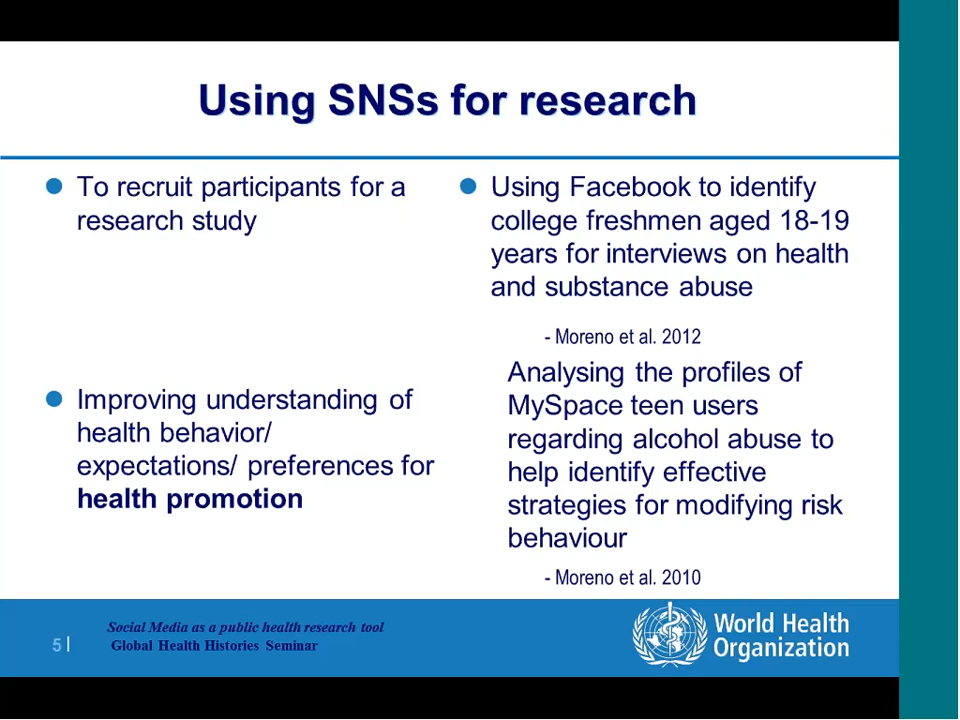 Using SNSs for research
To recruit participants for a
research study
Improving understanding of
health behavior/
expectations/ preferences for
health promotion
Using Facebook to identify
college freshmen aged 18-19
years for interviews on health
and substance abuse
- Moreno et al. 2012
Analysing the profiles of
MySpace teen users
regarding alcohol abuse to
help identify effective
strategies for modifying risk
behaviour
- Moreno et al. 2010
5 |
Social Media as a public health research tool
Global Health Histories Seminar
World Health
Organization